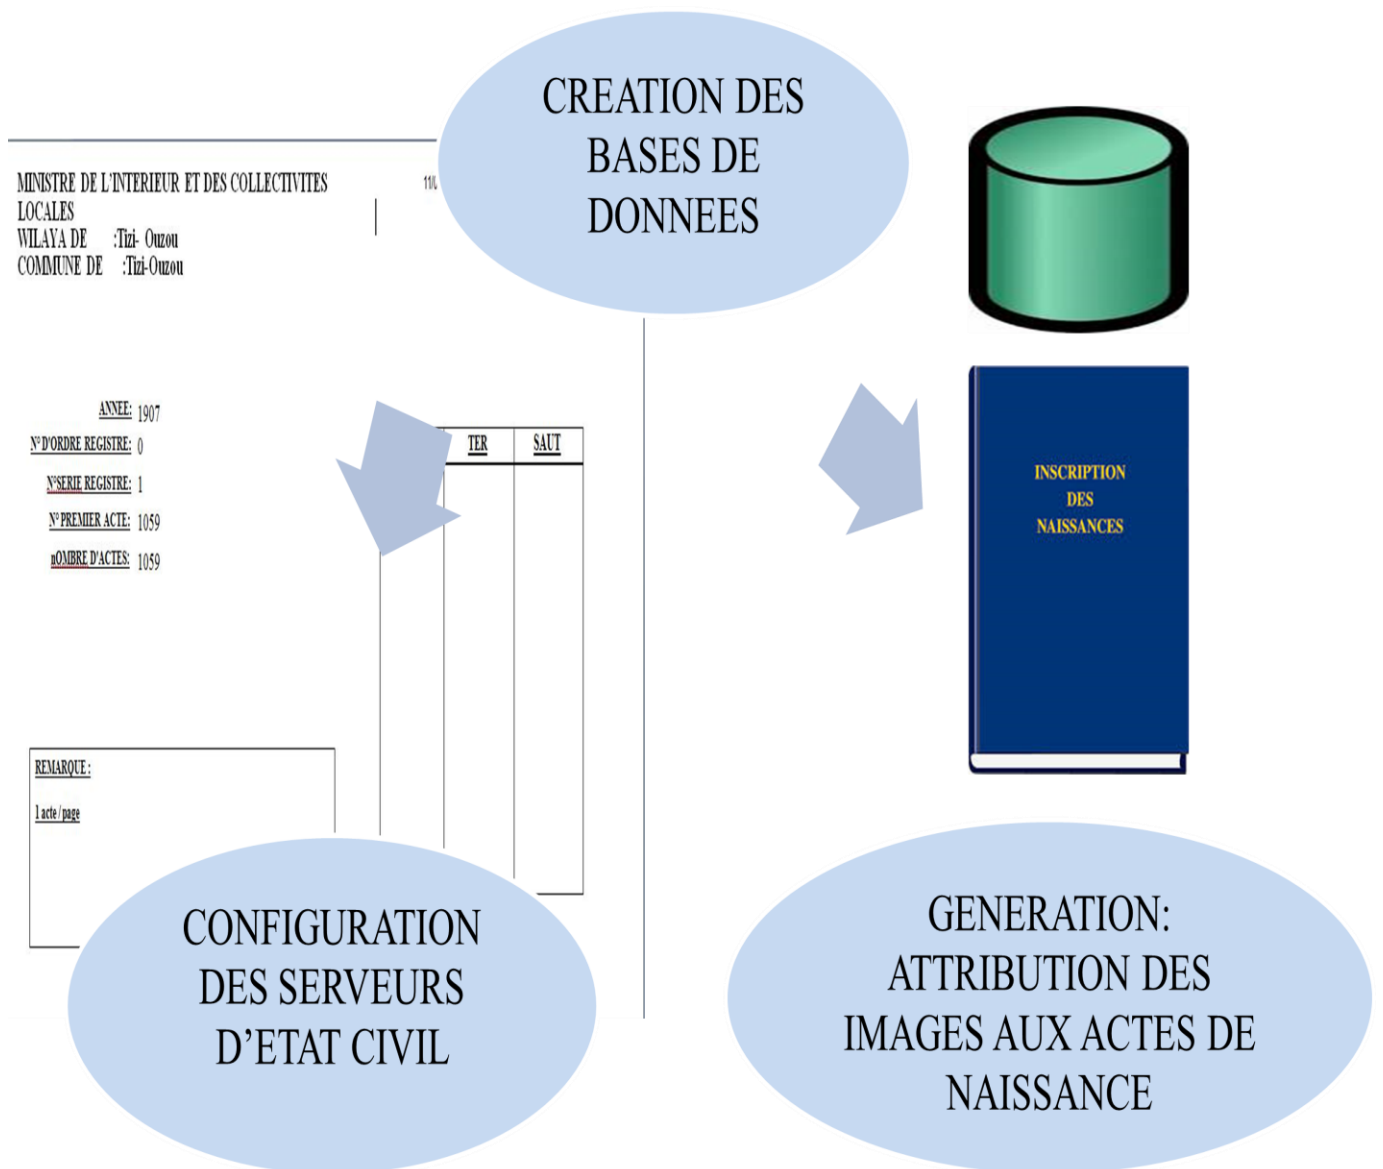 CREATION DES
BASES DE
DONNEES
MINISTRE DE L'INTERIEUR ET DES COLLECTIVITES
LOCALES
WILAYA DE :Tizi- Ouzou
COMMUNE DE :Tizi-Ouzou
ANNEE: 1907
N° D'ORDRE REGISTRE: 0
N°SERIE REGISTRE: 1
N° PREMIER ACTE: 1059
nOMBRE D'ACTES: 1059
TER SAUT
REMARQUE :
1 acte / page
INSCRIPTION
DES
NAISSANCES
CONFIGURATION
DES SERVEURS
D’ETAT CIVIL
GENERATION:
ATTRIBUTION DES
IMAGES AUX ACTES DE
NAISSANCE